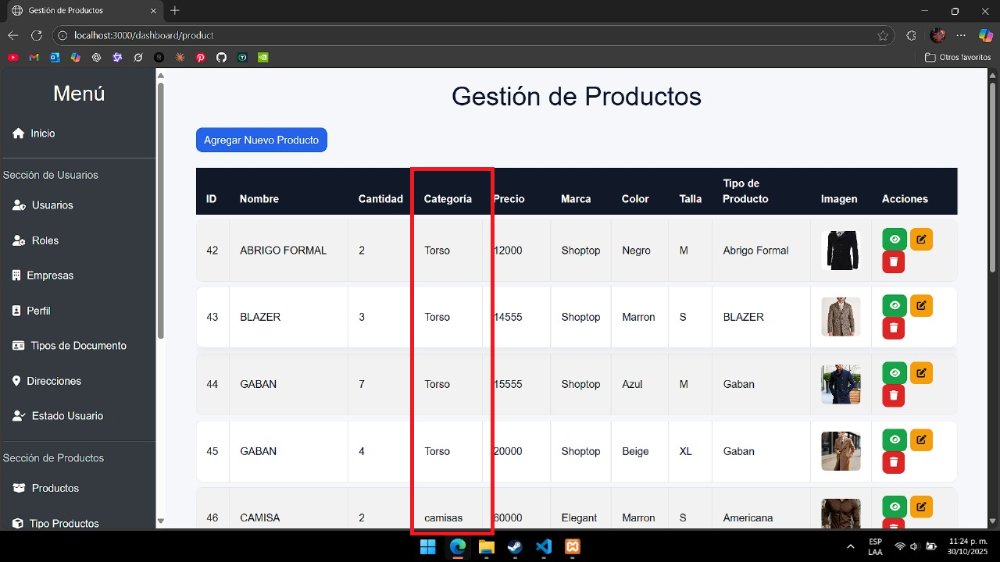 Gestión de Productos
localhost:3000/dashboard/product
Otros favoritos
Menú
Inicio
Sección de Usuarios
Usuarios
Roles
Empresas
Perfil
Tipos de Documento
Direcciones
Estado Usuario
Sección de Productos
Productos
Tipo Productos
Gestión de Productos
Agregar Nuevo Producto
ID Nombre Cantidad Categoría Precio Marca Color Talla Tipo de Producto Imagen Acciones
42 ABRIGO FORMAL 2 Torso 12000 Shoptop Negro M Abrigo Formal
43 BLAZER 3 Torso 14555 Shoptop Marron S BLAZER
44 GABAN 7 Torso 15555 Shoptop Azul M Gaban
45 GABAN 4 Torso 20000 Shoptop Beige XL Gaban
46 CAMISA 2 camisas 60000 Elegant Marron S Americana
ESP
LAA
11:24 p. m.
30/10/2025